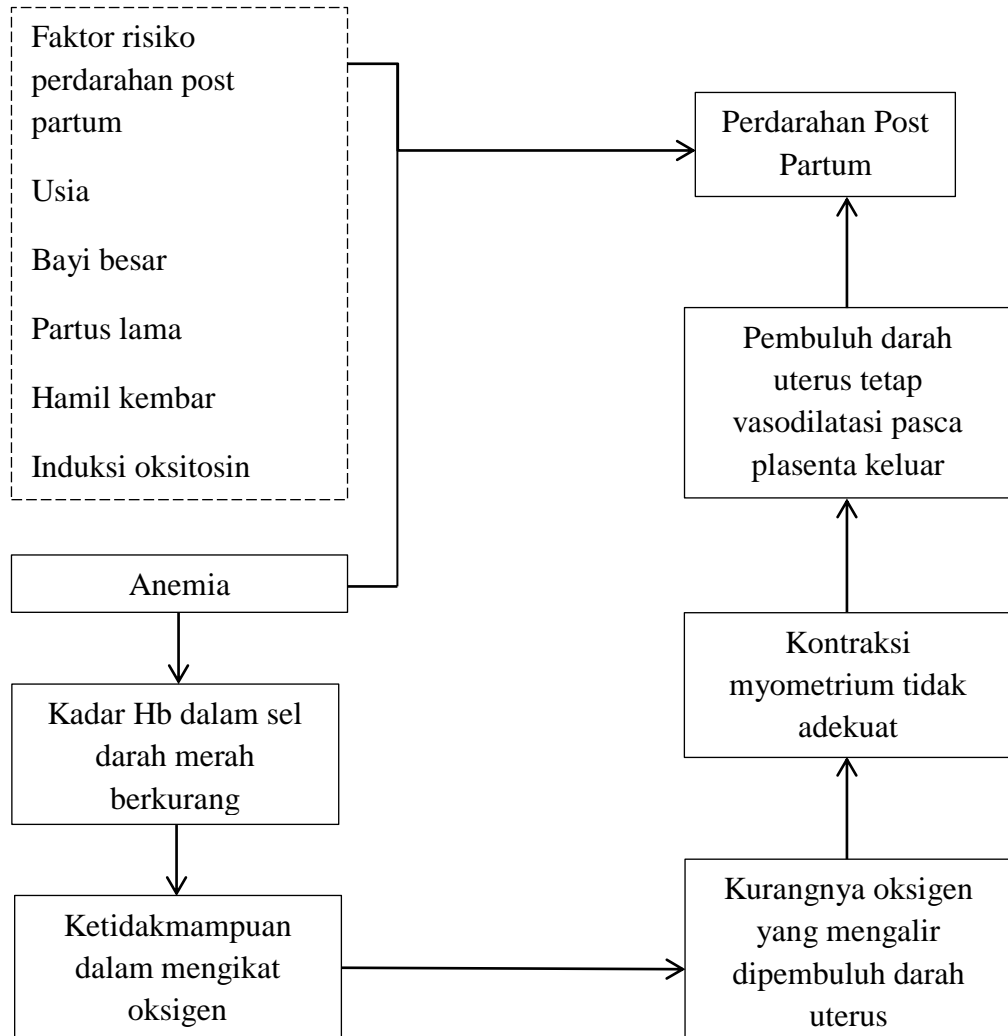 Faktor risiko
perdarahan post
partum
Usia
Bayi besar
Partus lama
Hamil kembar
Induksi oksitosin
Anemia
Kadar Hb dalam sel
darah merah
berkurang
Ketidakmampuan
dalam mengikat
oksigen
Kurangnya oksigen
yang mengalir
dipembuluh darah
uterus
Kontraksi
myometrium tidak
adekuat
Pembuluh darah
uterus tetap
vasodilatasi pasca
plasenta keluar
Perdarahan Post
Partum